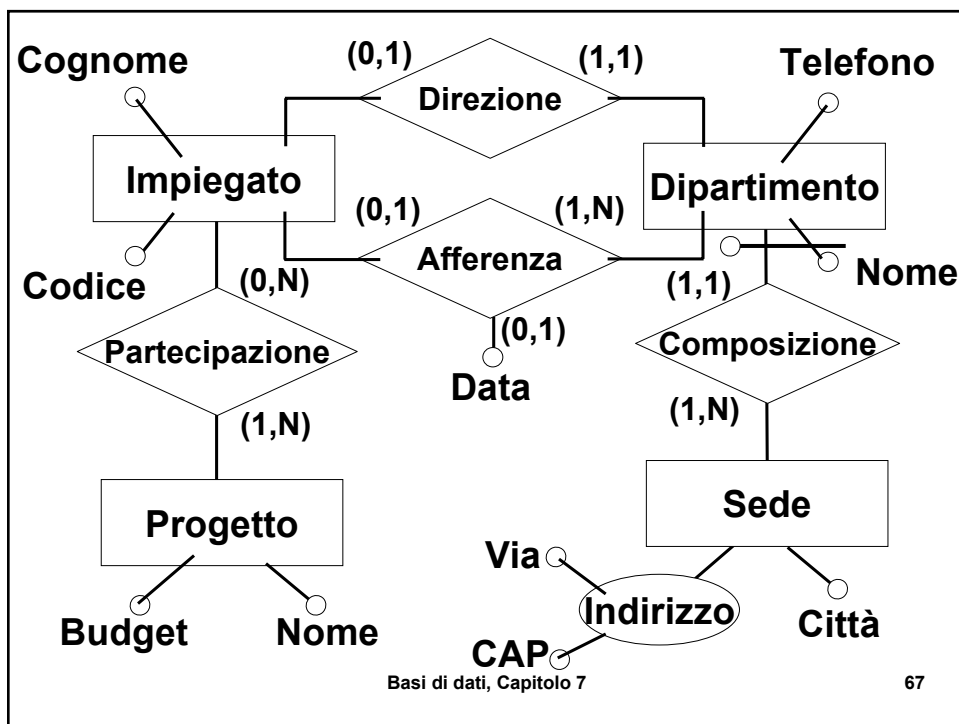 Cognome
(0,1)
(1,1)
Telefono
Direzione
Impiegato
Dipartimento
(0,1)
(1,N)
Afferenza
Codice
(0,N)
(1,1)
Nome
Partecipazione
(0,1)
Composizione
Data
(1,N)
(1,N)
Progetto
Sede
Via
Indirizzo
Budget
Nome
Città
CAP
Basi di dati, Capitolo 7
67